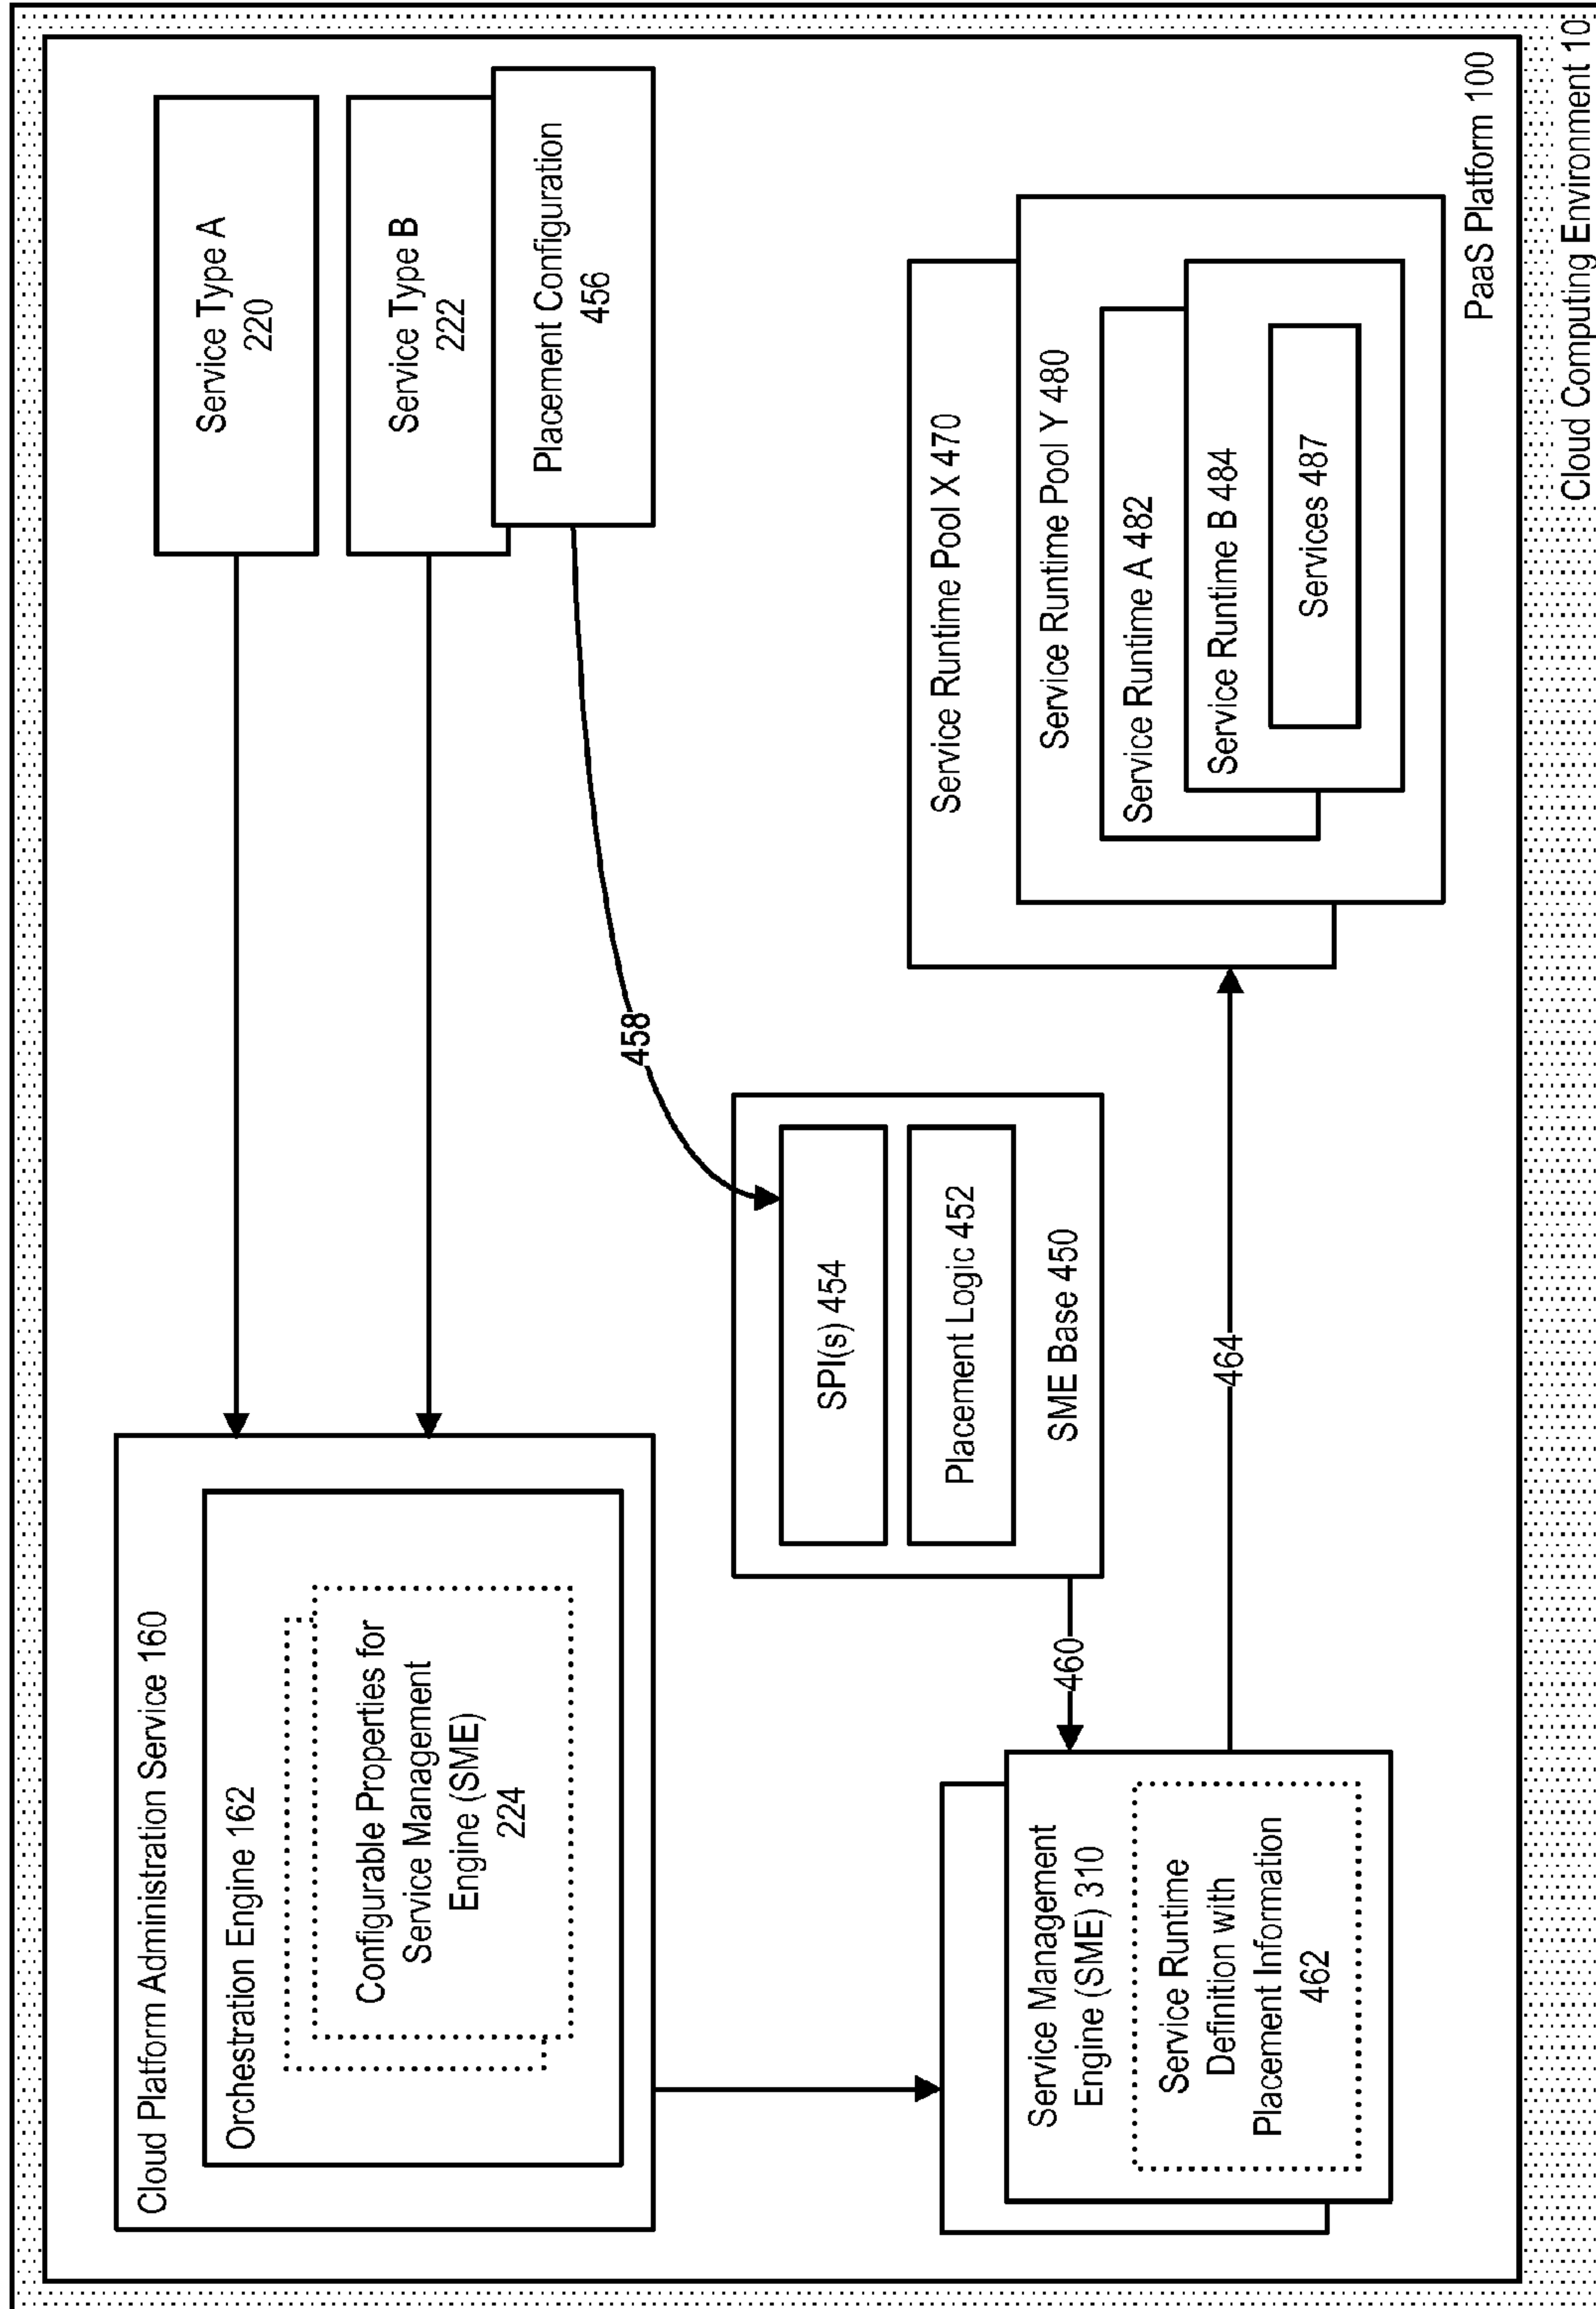 Cloud Platform Administration Service 160
Orchestration Engine 162
Configurable Properties for
Service Management
Engine (SME)
224
Service Type A
220
Service Type B
222
Placement Configuration
456
458
SPI(s) 454
Placement Logic 452
SME Base 450
460
Service Management
Engine (SME) 310
Service Runtime
Definition with
Placement Information
462
464
Service Runtime Pool X 470
Service Runtime Pool Y 480
Service Runtime A 482
Service Runtime B 484
Services 487
PaaS Platform 100
Cloud Computing Environment 10